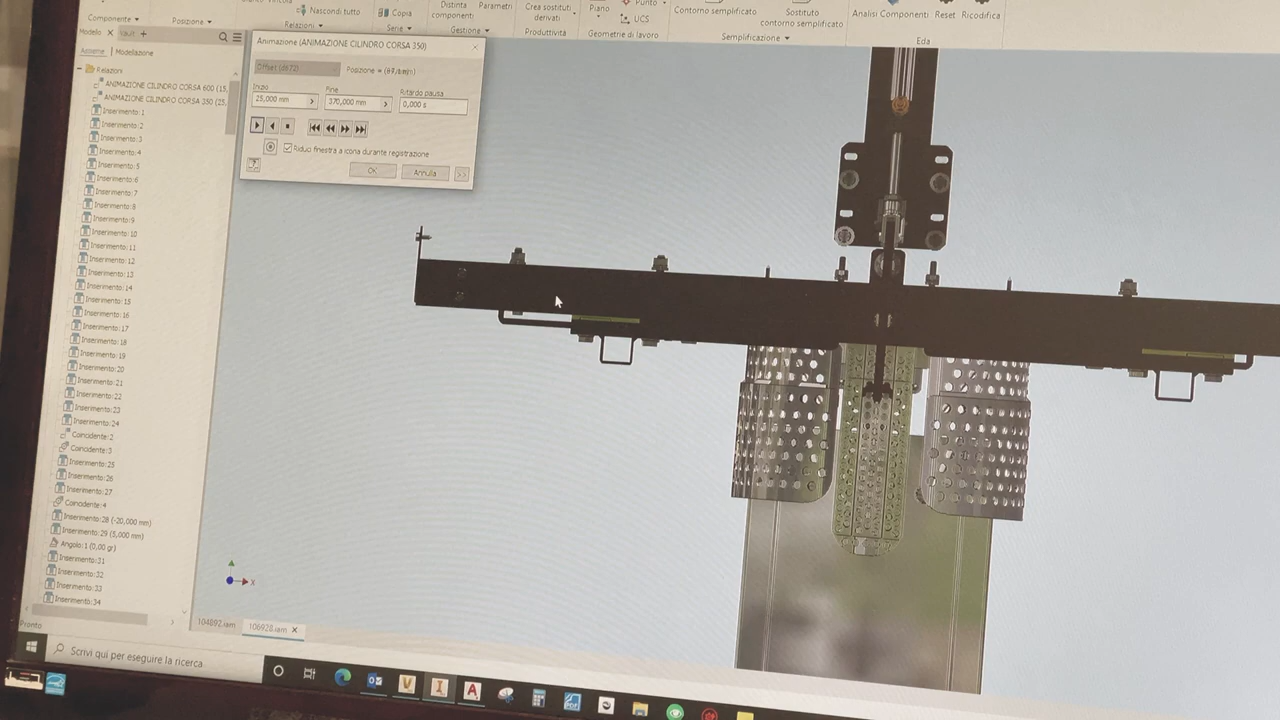 Nascondi tutto
Copia
Distinta
componenti
Parametri
Crea sostituti
derivati
Piano
Punto
UCS
Contorno semplificato
Sostituto
contorno semplificato
Analisi Componenti
Reset
Ricodifica
Componente
Posizione
Relazioni
Serie
Gestione
Produttività
Geometrie di lavoro
Semplificazione
Eda
Modello
Vault
Assieme
Modellazione
Relazioni
ANIMAZIONE CILINDRO CORSA 600 (15,
ANIMAZIONE CILINDRO CORSA 350 (25,
Inserimento:1
Inserimento:2
Inserimento:3
Inserimento:4
Inserimento:5
Inserimento:6
Inserimento:7
Inserimento:8
Inserimento:9
Inserimento:10
Inserimento:11
Inserimento:12
Inserimento:13
Inserimento:14
Inserimento:15
Inserimento:16
Inserimento:17
Inserimento:18
Inserimento:19
Inserimento:20
Inserimento:21
Inserimento:22
Inserimento:23
Inserimento:24
Coincidente:2
Coincidente:3
Inserimento:25
Inserimento:26
Inserimento:27
Coincidente:4
Inserimento:28 (-20,000 mm)
Inserimento:29 (5,000 mm)
Angolo:1 (0,00 gr)
Inserimento:31
Inserimento:32
Inserimento:33
Inserimento:34
Pronto
Animazione (ANIMAZIONE CILINDRO CORSA 350)
Offset (d672)
Inizio
Fine
Ritardo pausa
25,000 mm
370,000 mm
0,000 s
Riduci finestra a icona durante registrazione
OK
Annulla
>>
X
104892.iam
106928.iam
Scrivi qui per eseguire la ricerca